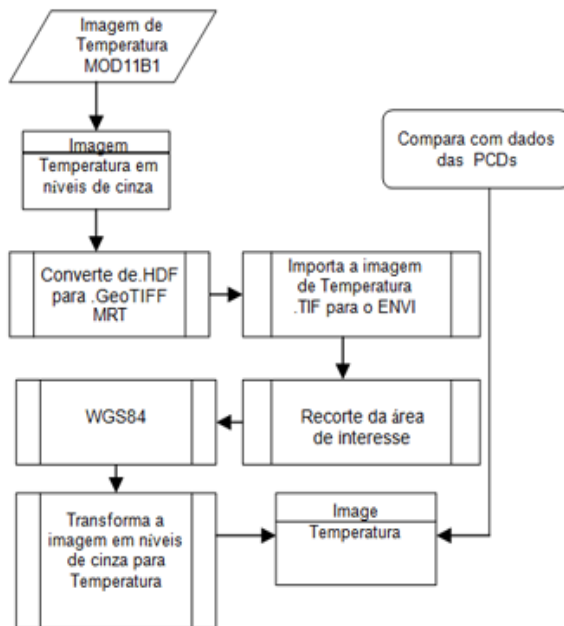 Imagem de
Temperatura
MOD11B1
Imagem
Temperatura em
níveis de cinza
Compara com dados
das PCDs
Converte de.HDF
para .GeoTIFF
MRT
Importa a imagem
de Temperatura
.TIF para o ENVI
WGS84
Recorte da área
de interesse
Transforma a
imagem em níveis
de cinza para
Temperatura
Image
Temperatura